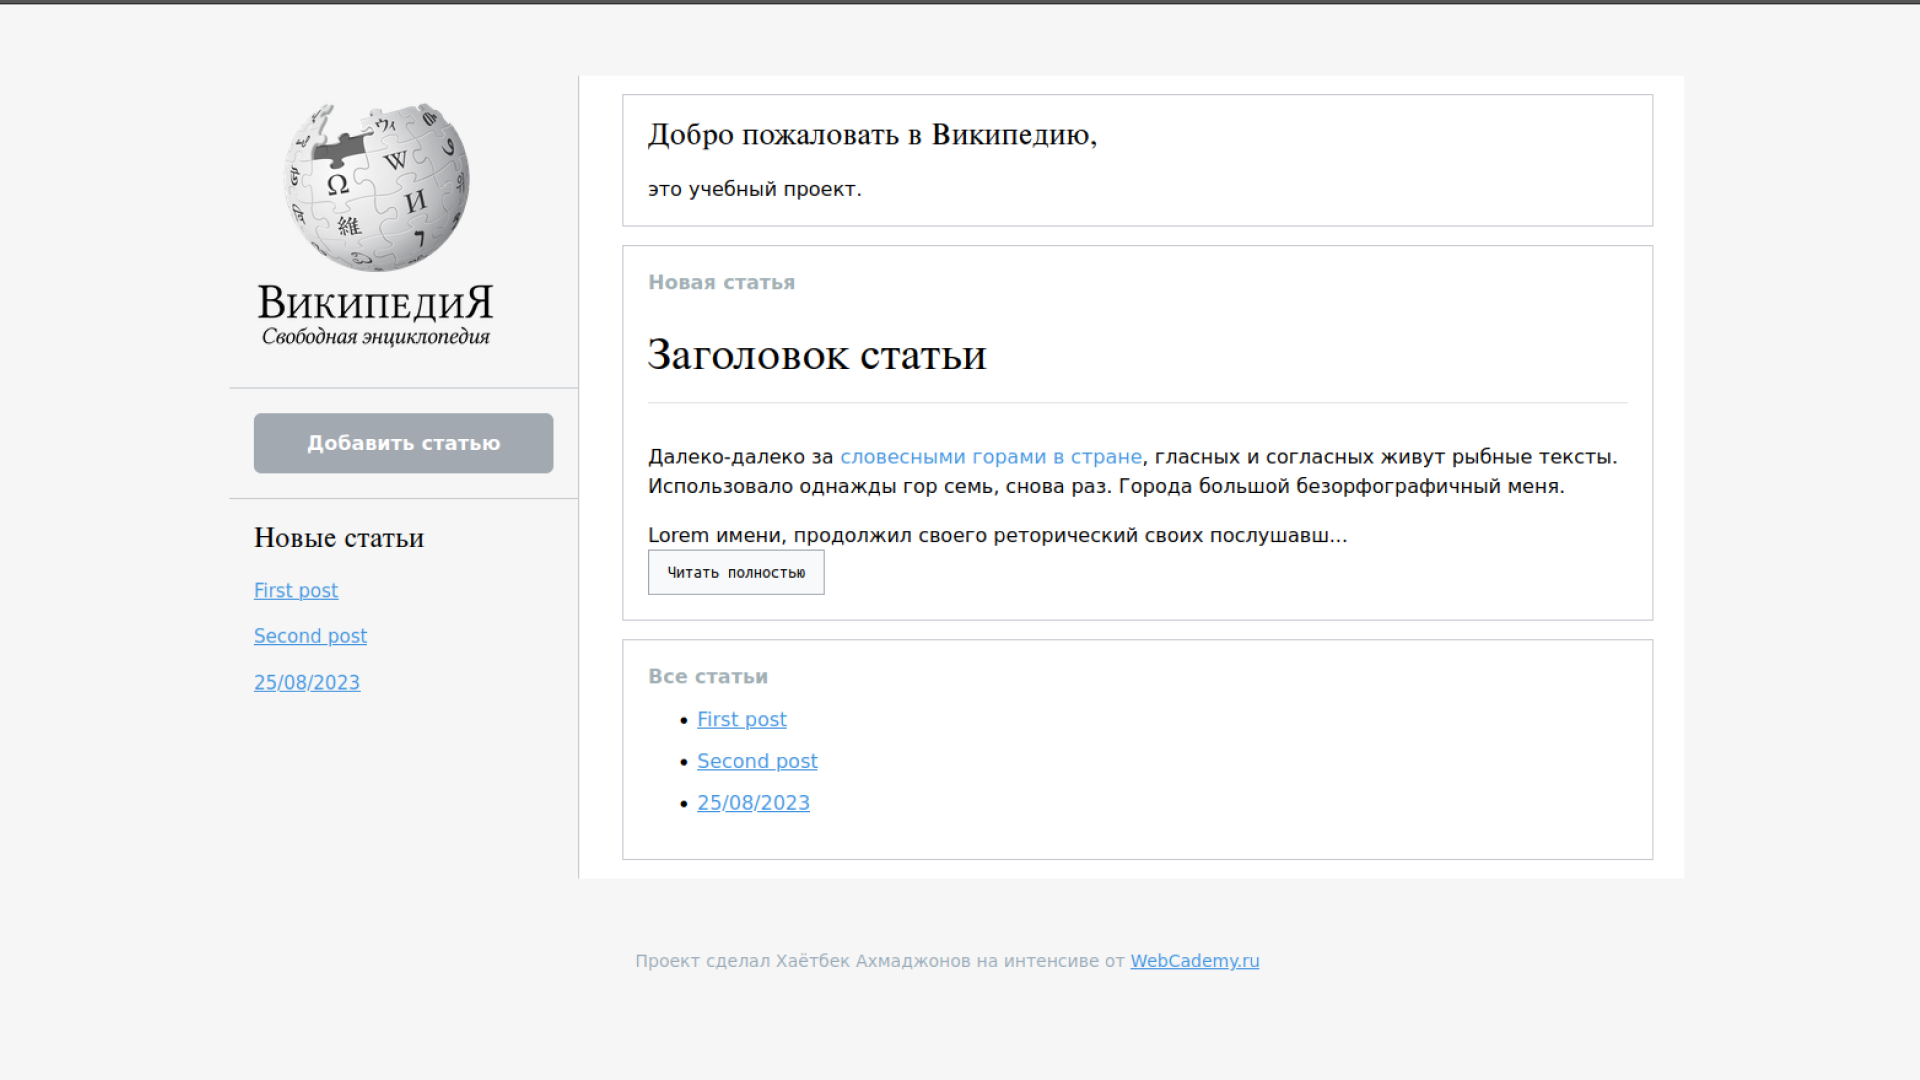 ВикипедиЯ
Свободная энциклопедия
Добавить статью
Новые статьи
First post
Second post
25/08/2023
Добро пожаловать в Википедию,
это учебный проект.
Новая статья
Заголовок статьи
Далеко-далеко за словесными горами в стране, гласных и согласных живут рыбные тексты.
Использовало однажды гор семь, снова раз. Города большой безорфографичный меня.
Lorem имени, продолжил своего реторический своих послушавш...
Читать полностью
Все статьи
First post
Second post
25/08/2023
Проект сделал Хаётбек Ахмаджонов на интенсиве от WebCademy.ru